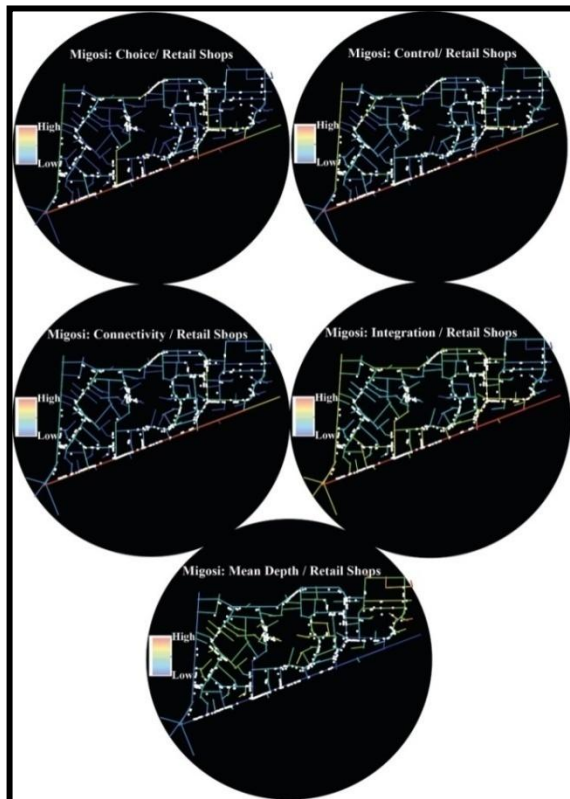 Migosi: Choice/ Retail Shops
High
Low
Migosi: Control/ Retail Shops
High
Low
Migosi: Connectivity / Retail Shops
High
Low
Migosi: Integration / Retail Shops
High
Low
Migosi: Mean Depth / Retail Shops
High
Low